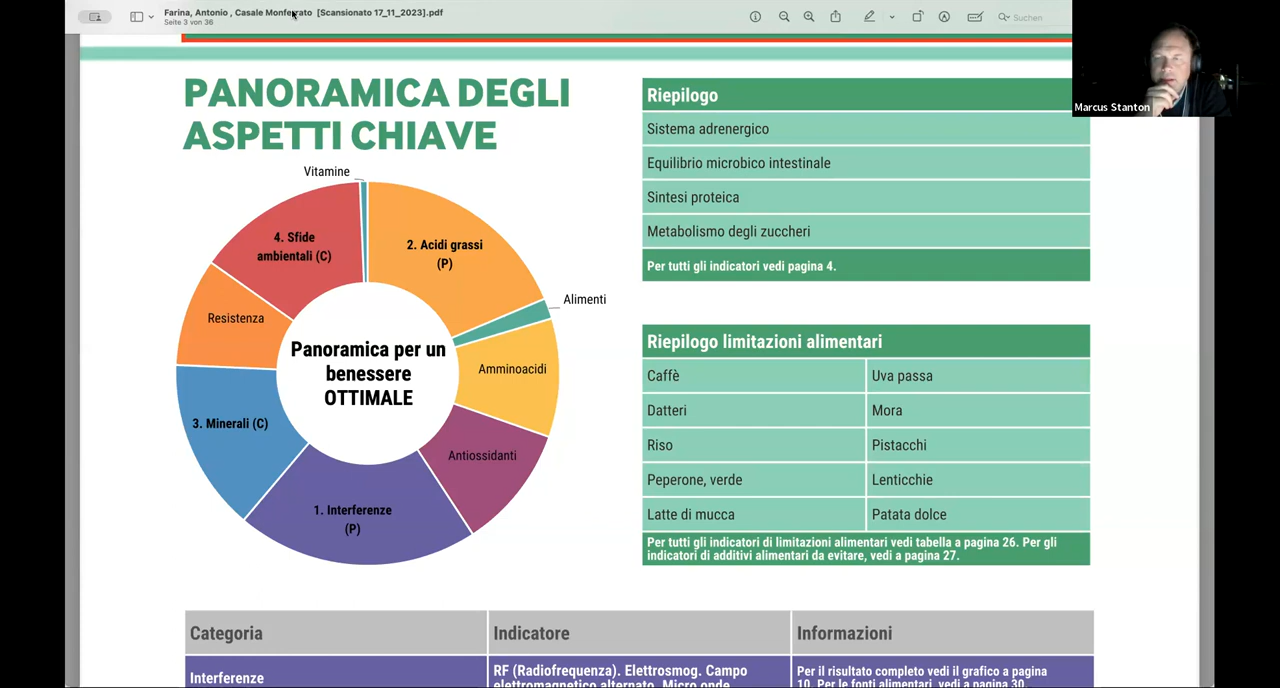 Farina, Antonio , Casale Monferrato [Scansionato 17_11_2023].pdf
Seite 3 von 36
Suchen
Marcus Stanton
PANORAMICA DEGLI
ASPETTI CHIAVE
Vitamine
4. Sfide
ambientali (C)
2. Acidi grassi
(P)
Alimenti
Resistenza
Amminoacidi
Panoramica per un
benessere
OTTIMALE
3. Minerali (C)
Antiossidanti
1. Interferenze
(P)
Riepilogo
Sistema adrenergico
Equilibrio microbico intestinale
Sintesi proteica
Metabolismo degli zuccheri
Per tutti gli indicatori vedi pagina 4.
Riepilogo limitazioni alimentari
Caffè Uva passa
Datteri Mora
Riso Pistacchi
Peperone, verde Lenticchie
Latte di mucca Patata dolce
Per tutti gli indicatori di limitazioni alimentari vedi tabella a pagina 26. Per gli
indicatori di additivi alimentari da evitare, vedi a pagina 27.
Categoria Indicatore Informazioni
Interferenze
RF (Radiofrequenza). Elettrosmog. Campo
elettromagnetico alternato. Micro onde
Per il risultato completo vedi il grafico a pagina
10. Per le fonti alimentari, vedi a pagina 30.